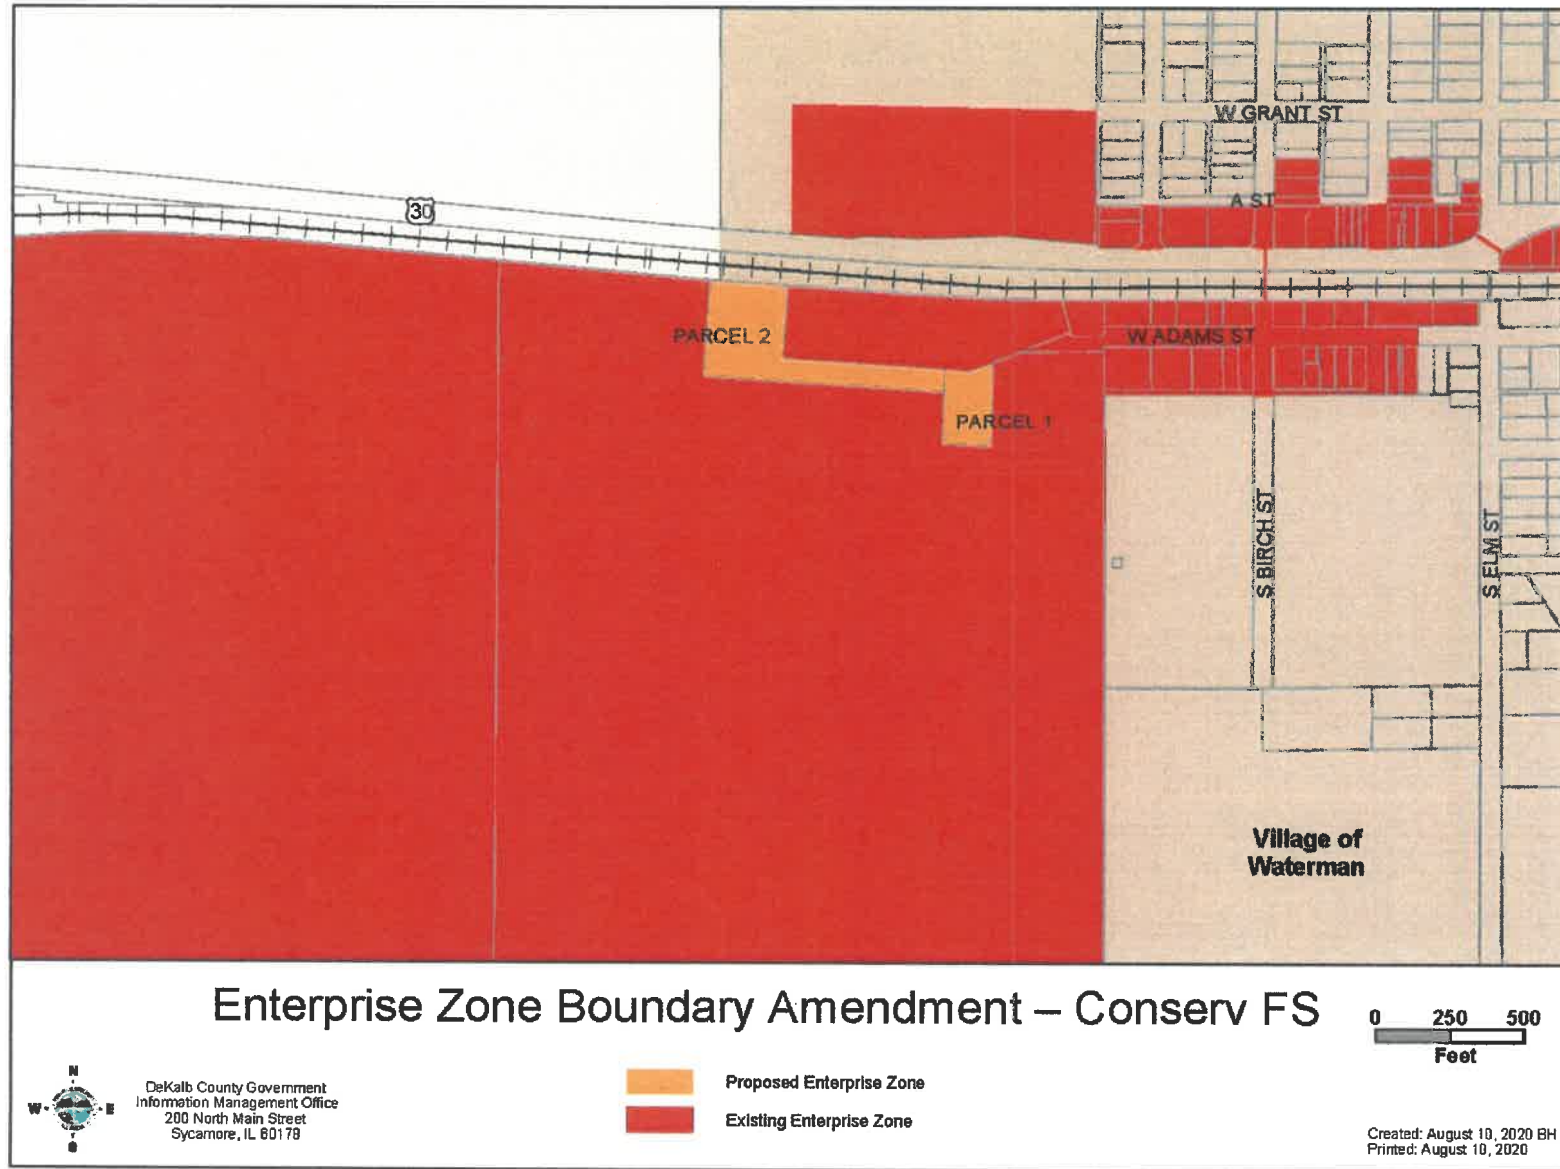 W GRANT ST
A ST
30
PARCEL 2
W ADAMS ST
PARCEL 1
S BIRCH ST
S ELM ST
Village of
Waterman
Enterprise Zone Boundary Amendment – Conserv FS
0 250 500
Feet
N
W E
S
DeKalb County Government
Information Management Office
200 North Main Street
Sycamore, IL 60178
Proposed Enterprise Zone
Existing Enterprise Zone
Created: August 10, 2020 BH
Printed: August 10, 2020